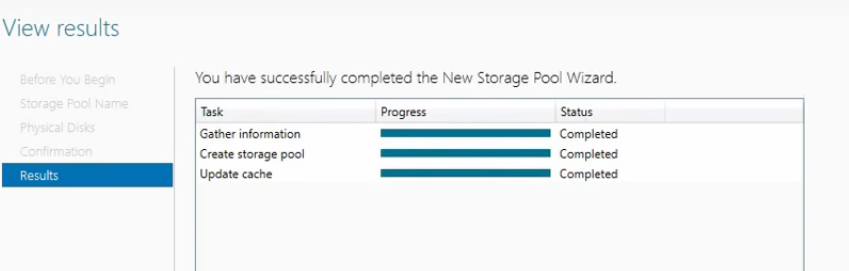 View results
Before You Begin
Storage Pool Name
Physical Disks
Confirmation
Results
You have successfully completed the New Storage Pool Wizard.
Task Progress Status
Gather information Completed
Create storage pool Completed
Update cache Completed